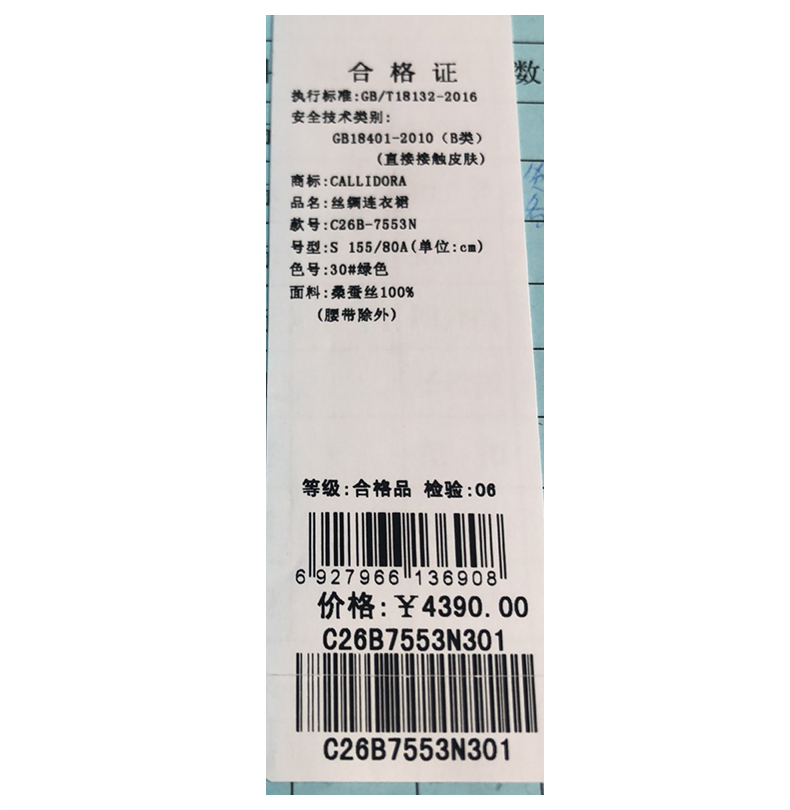 合格证
执行标准:GB/T18132-2016
安全技术类别:
GB18401-2010（B类）
（直接接触皮肤）
商标:CALLIDORA
品名:丝绸连衣裙
款号:C26B-7553N
号型:S 155/80A(单位:cm)
色号:30#绿色
面料:桑蚕丝100%
（腰带除外）
等级:合格品 检验:06
6 927966 136908
价格:￥4390.00
C26B7553N301
C26B7553N301
数